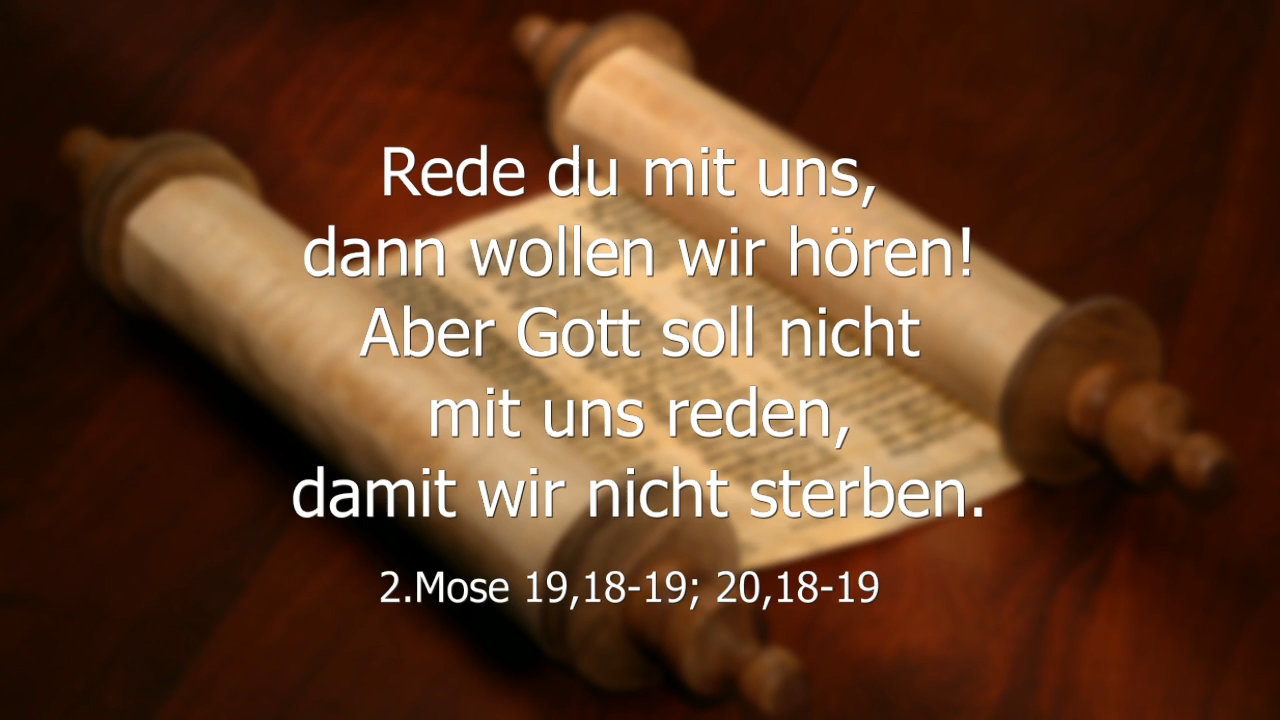 Rede du mit uns,
dann wollen wir hören!
Aber Gott soll nicht
mit uns reden,
damit wir nicht sterben.
2.Mose 19,18-19; 20,18-19